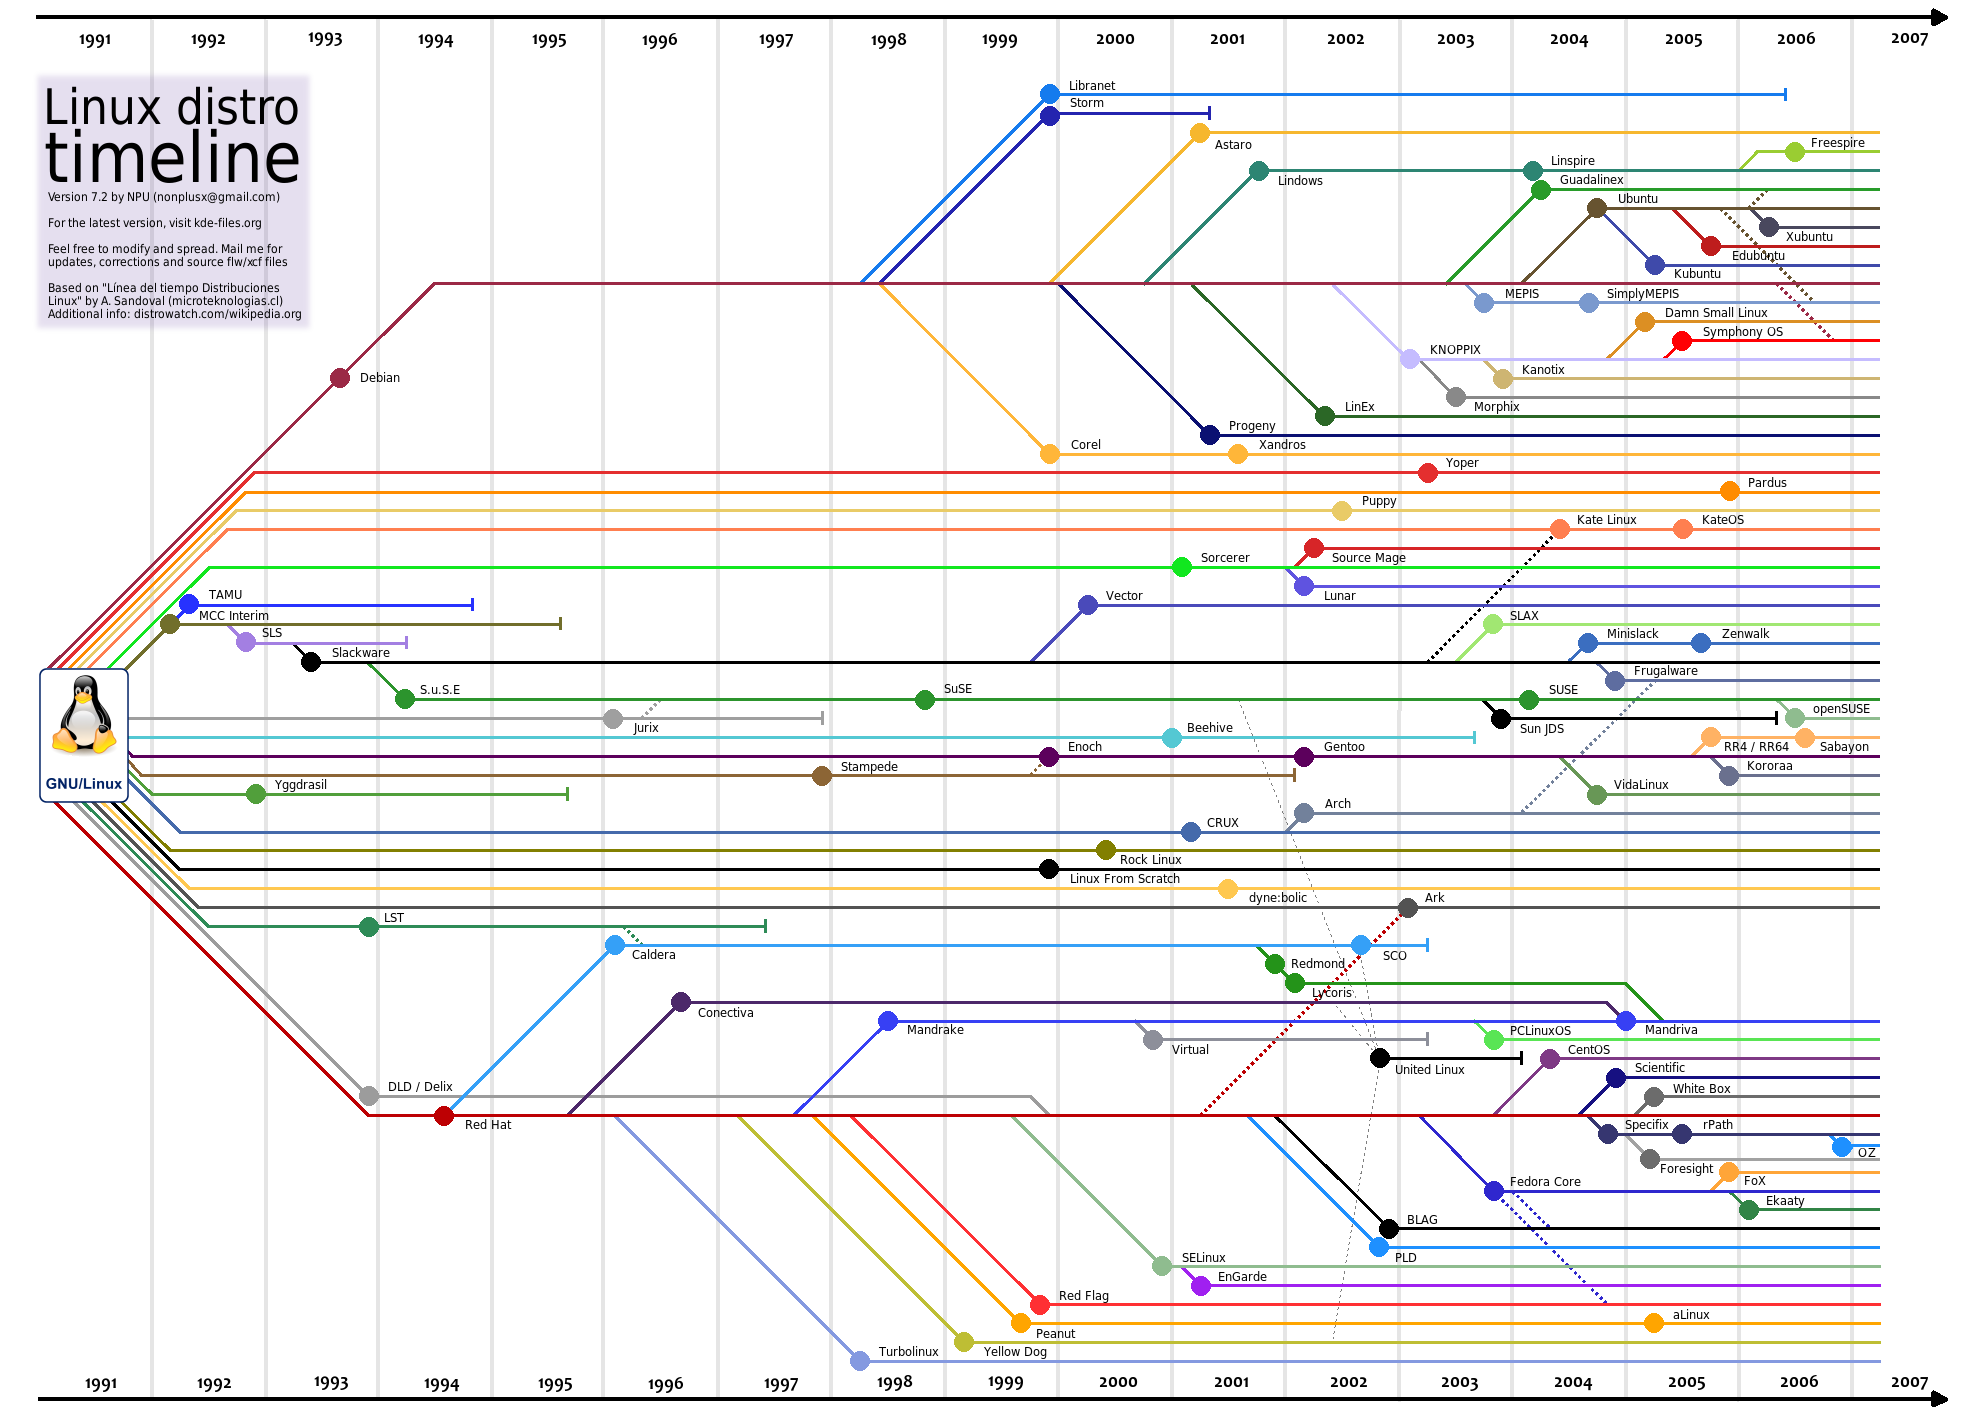 1991 1992 1993 1994 1995 1996 1997 1998 1999 2000 2001 2002 2003 2004 2005 2006 2007
Linux distro
timeline
Version 7.2 by NPU (nonplusx@gmail.com)
For the latest version, visit kde-files.org
Feel free to modify and spread. Mail me for
updates, corrections and source flw/xcf files
Based on "Línea del tiempo Distribuciones
Linux" by A. Sandoval (microteknologias.cl)
Additional info: distrowatch.com/wikipedia.org
Libranet
Storm
Astaro
Freespire
Linspire
Lindows
Guadalinex
Ubuntu
Xubuntu
Edubuntu
Kubuntu
MEPIS
SimplyMEPIS
Damn Small Linux
Symphony OS
KNOPPIX
Kanotix
Debian
Morphix
LinEx
Progeny
Corel
Xandros
Yoper
Pardus
Puppy
Kate Linux
KateOS
Sorcerer
Source Mage
Lunar
TAMU
Vector
MCC Interim
SLAX
SLS
Minislack
Zenwalk
Slackware
Frugalware
S.u.S.E
SuSE
SUSE
openSUSE
Jurix
Beehive
Sun JDS
Enoch
Gentoo
RR4 / RR64
Sabayon
Stampede
Kororaa
GNU/Linux
Yggdrasil
VidaLinux
Arch
CRUX
Rock Linux
Linux From Scratch
dyne:bolic
Ark
LST
Caldera
SCO
Redmond
Lycoris
Conectiva
Mandrake
Mandriva
PCLinuxOS
Virtual
CentOS
United Linux
Scientific
DLD / Delix
White Box
Red Hat
Specifix
rPath
OZ
Foresight
FoX
Fedora Core
Ekaaty
BLAG
PLD
SELinux
EnGarde
Red Flag
aLinux
Peanut
Turbolinux
Yellow Dog
1991 1992 1993 1994 1995 1996 1997 1998 1999 2000 2001 2002 2003 2004 2005 2006 2007